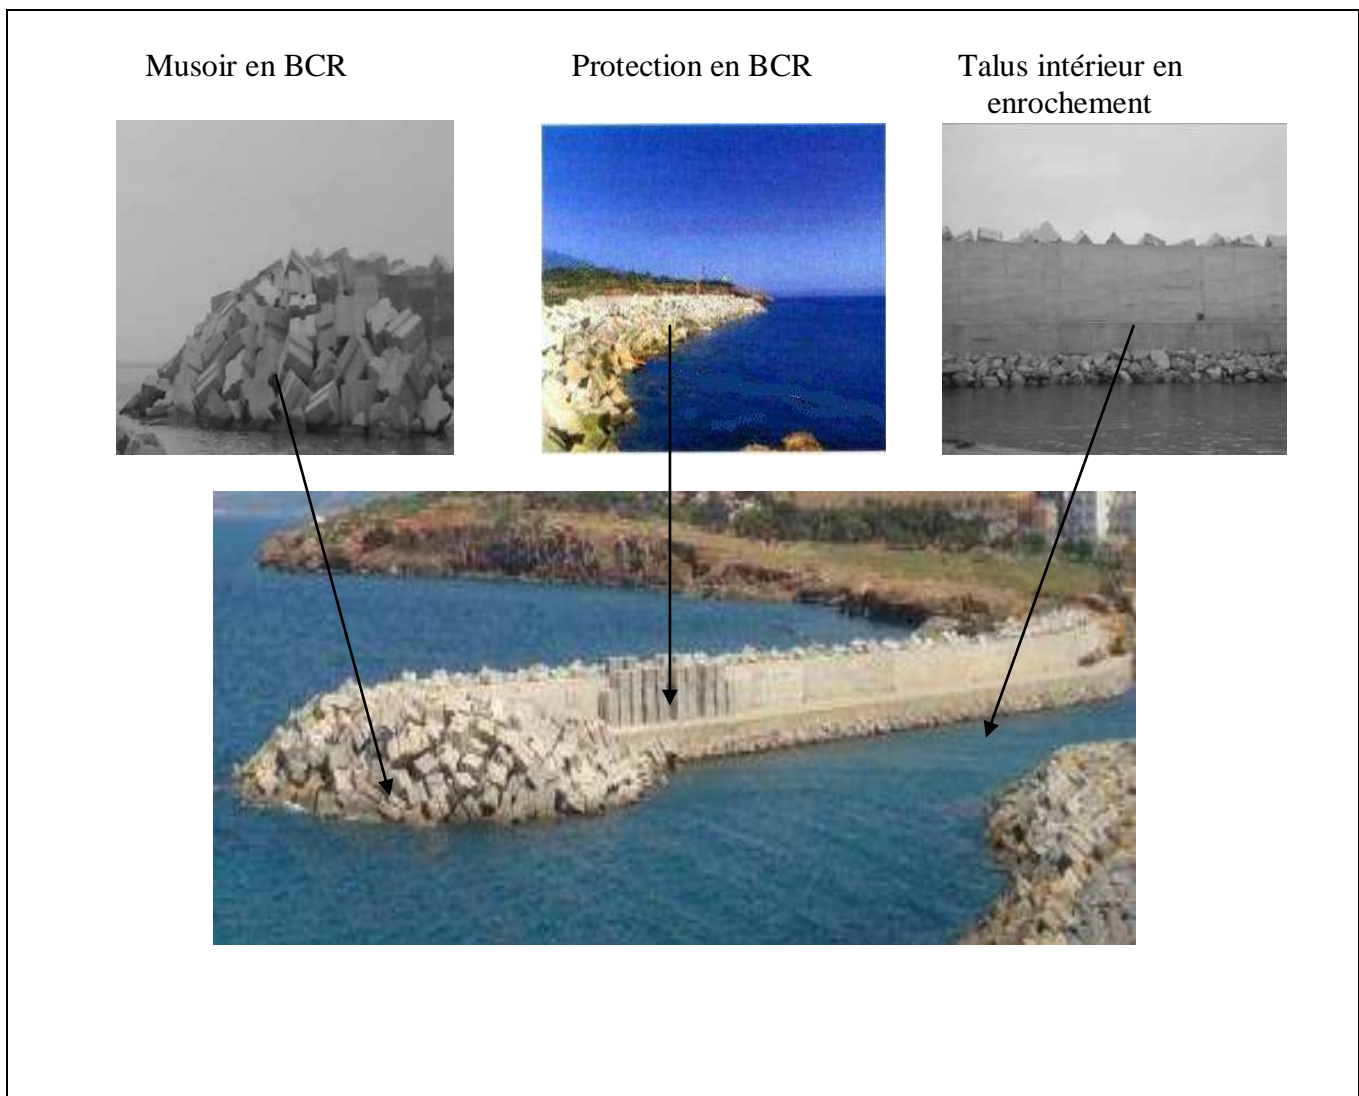 Musoir en BCR
Protection en BCR
Talus intérieur en
enrochement